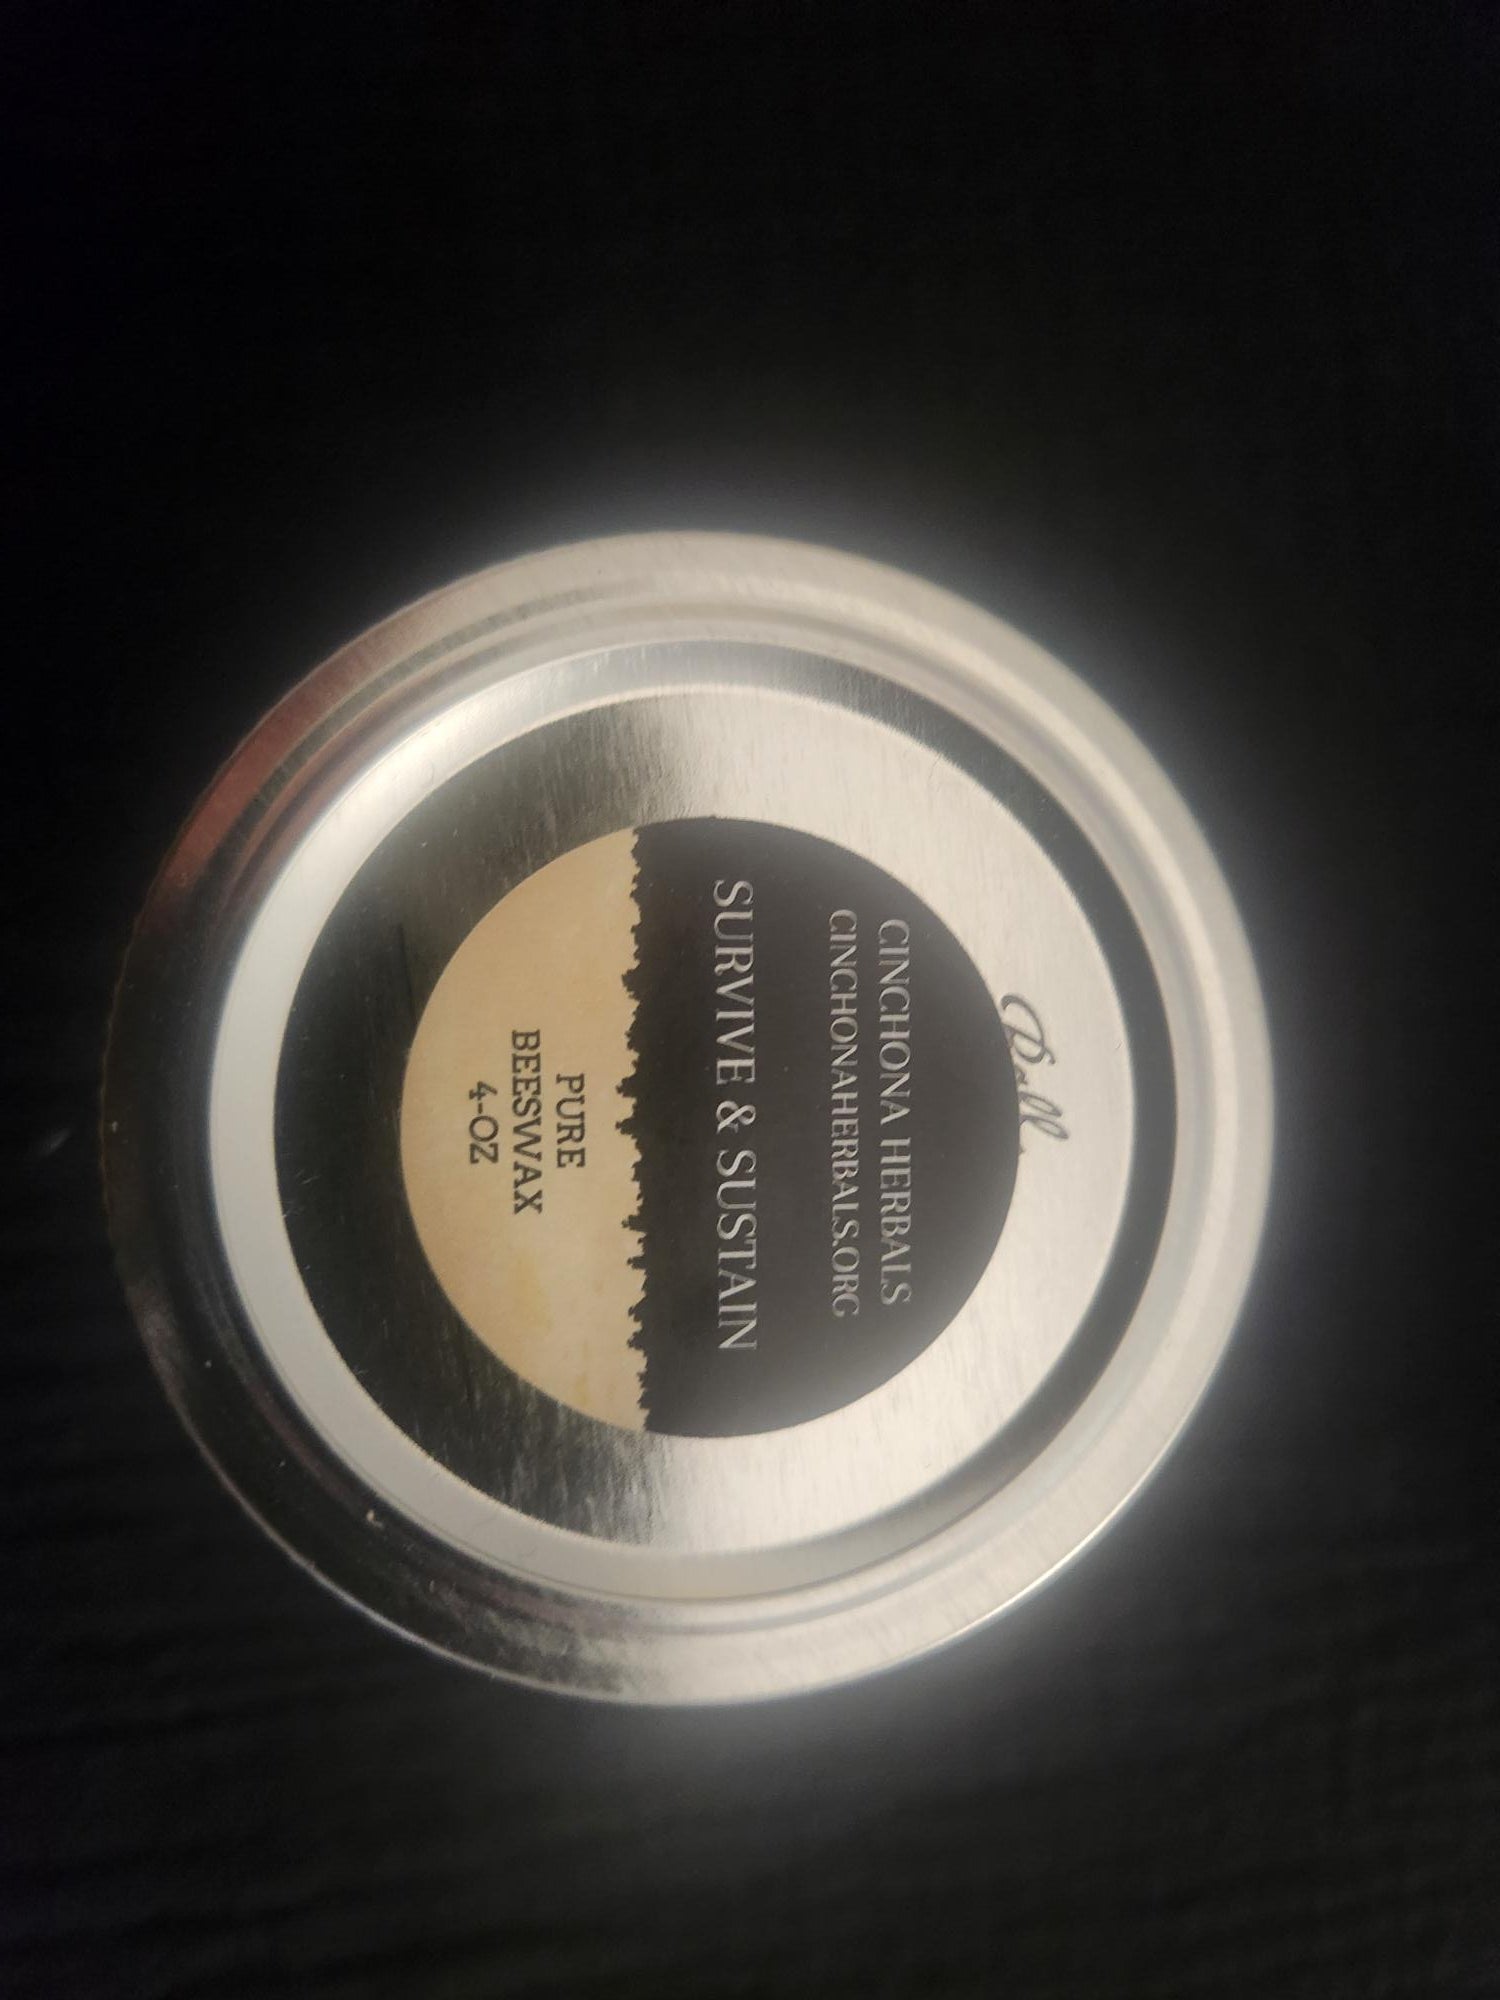 Ball
CINCHONA HERBALS
CINCHONAHERBALS.ORG
SURVIVE & SUSTAIN
PURE
BEESWAX
4-OZ